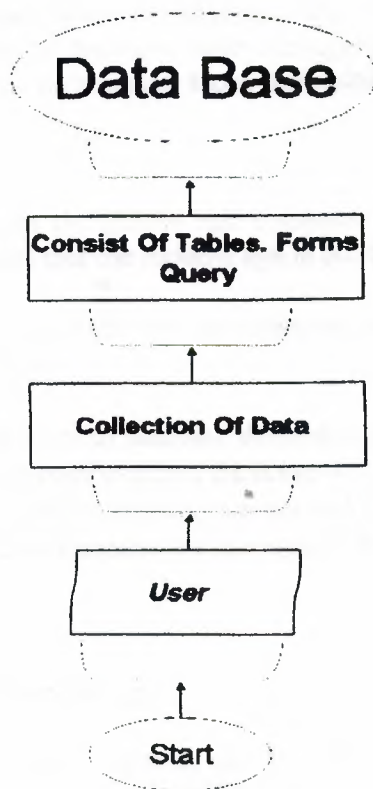 Data Base
Consist Of Tables. Forms
Query
Collection Of Data
User
Start